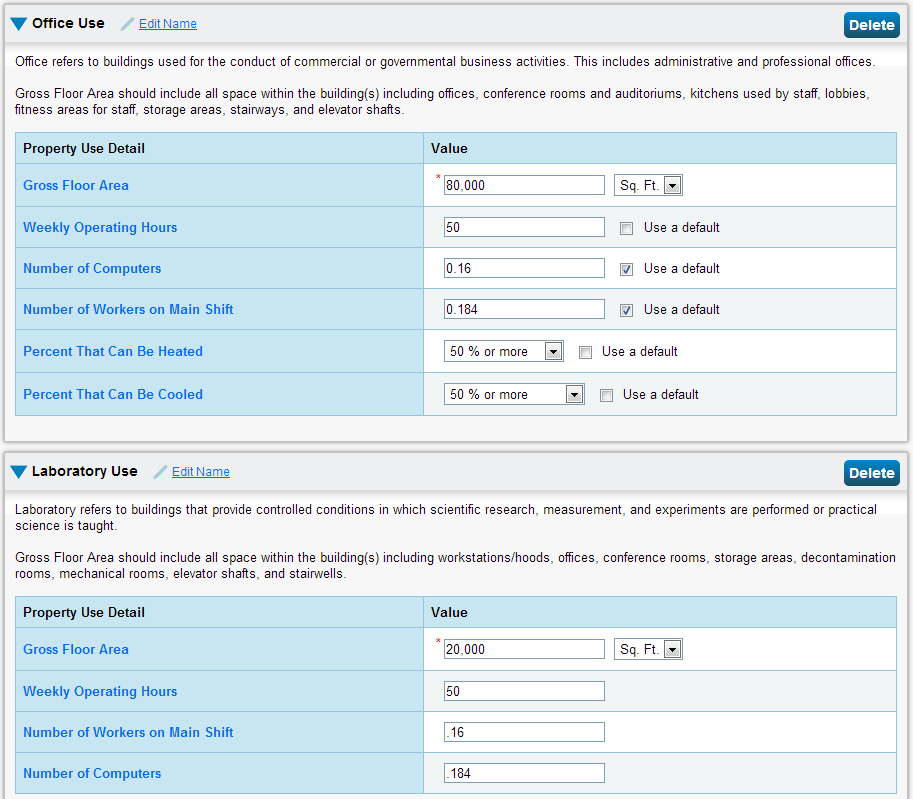 Office Use Edit Name Delete
Office refers to buildings used for the conduct of commercial or governmental business activities. This includes administrative and professional offices.
Gross Floor Area should include all space within the building(s) including offices, conference rooms and auditoriums, kitchens used by staff, lobbies,
fitness areas for staff, storage areas, stairways, and elevator shafts.
Property Use Detail Value
Gross Floor Area * 80,000 Sq. Ft.
Weekly Operating Hours 50 Use a default
Number of Computers 0.16 Use a default
Number of Workers on Main Shift 0.184 Use a default
Percent That Can Be Heated 50 % or more Use a default
Percent That Can Be Cooled 50 % or more Use a default
Laboratory Use Edit Name Delete
Laboratory refers to buildings that provide controlled conditions in which scientific research, measurement, and experiments are performed or practical
science is taught.
Gross Floor Area should include all space within the building(s) including workstations/hoods, offices, conference rooms, storage areas, decontamination
rooms, mechanical rooms, elevator shafts, and stairwells.
Property Use Detail Value
Gross Floor Area * 20,000 Sq. Ft.
Weekly Operating Hours 50
Number of Workers on Main Shift .16
Number of Computers .184